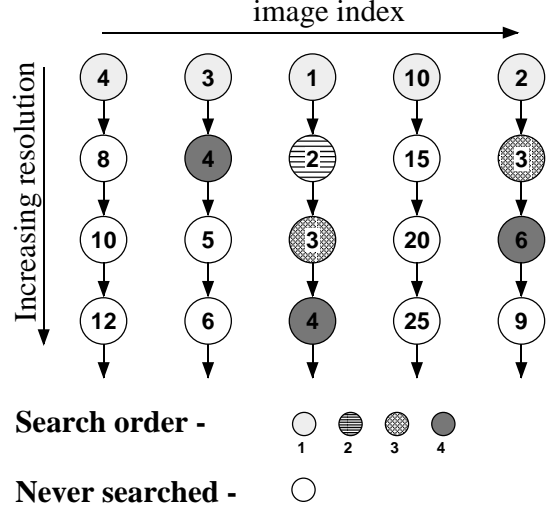 image index
Increasing resolution
4 3 1 10 2
8 4 2 15 3
10 5 3 20 6
12 6 4 25 9
Search order -
1 2 3 4
Never searched -